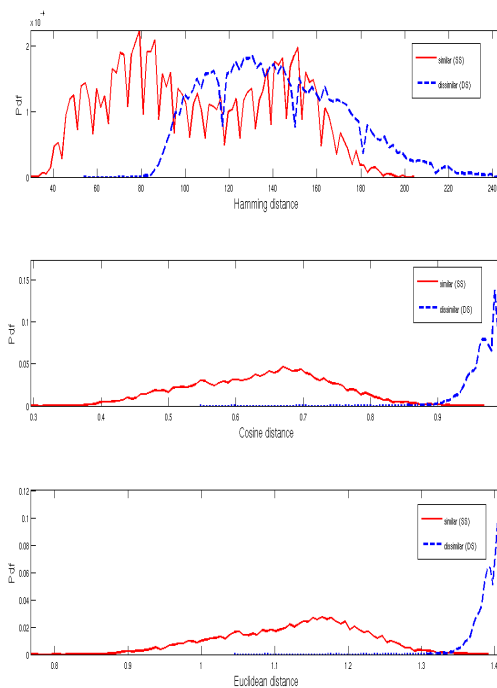 x 10⁻⁴
2
1
0
P.d.f
similar (SS)
dissimilar (DS)
40 60 80 100 120 140 160 180 200 220 240
Hamming distance
0.15
0.1
0.05
0
P.d.f
similar (SS)
dissimilar (DS)
0.3 0.4 0.5 0.6 0.7 0.8 0.9
Cosine distance
0.12
0.1
0.08
0.06
0.04
0.02
0
P.d.f
similar (SS)
dissimilar (DS)
0.8 0.9 1 1.1 1.2 1.3 1.4
Euclidean distance